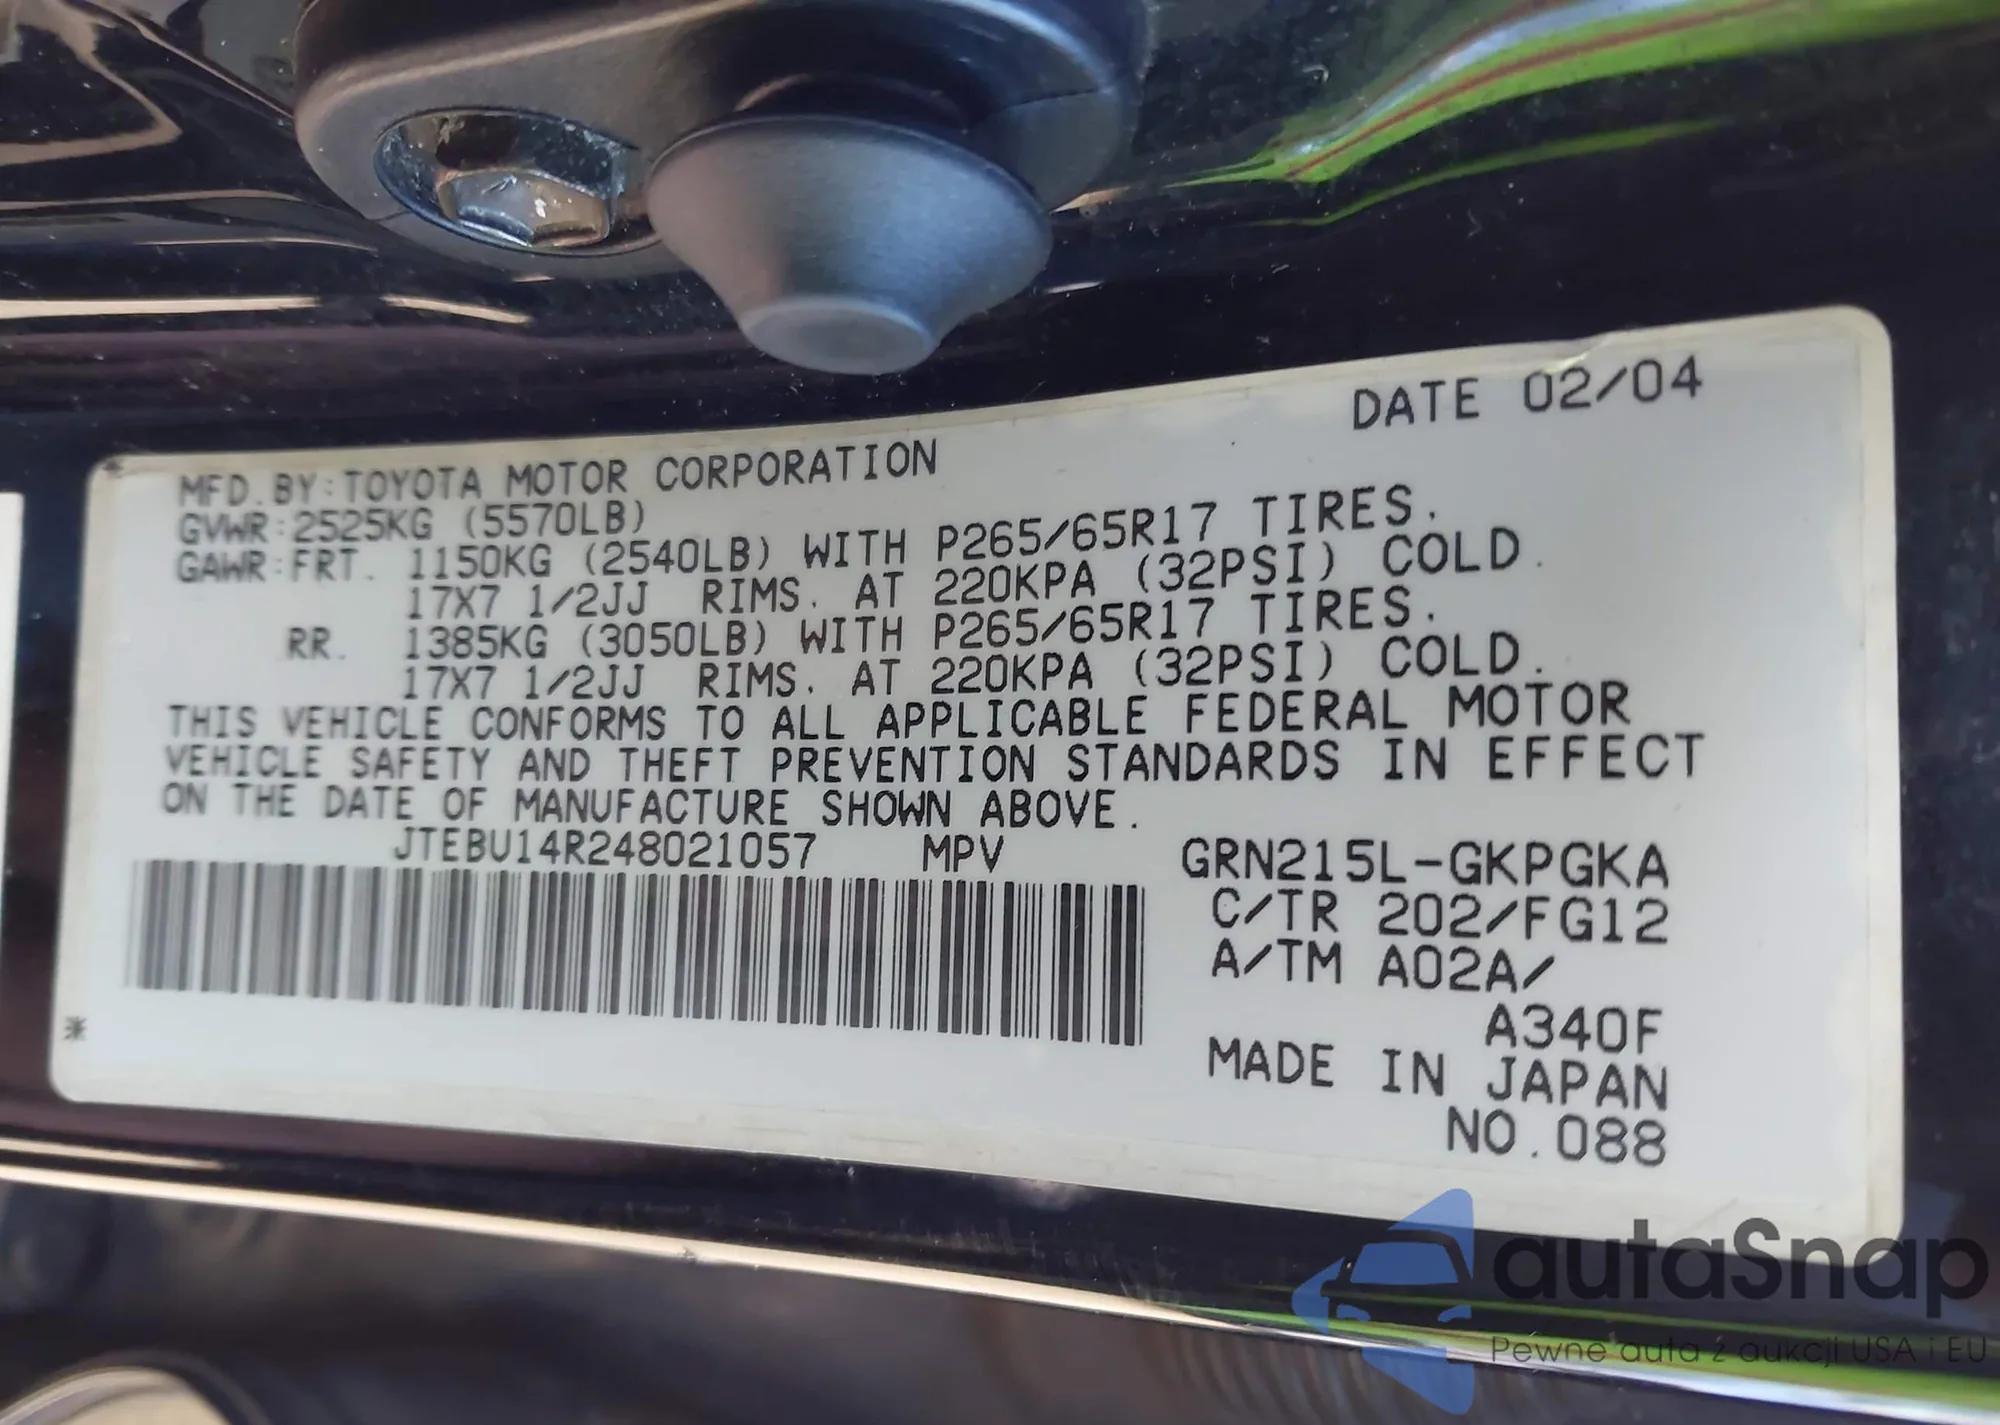 DATE 02/04
MFD.BY:TOYOTA MOTOR CORPORATION
GVWR:2525KG (5570LB)
GAWR:FRT. 1150KG (2540LB) WITH P265/65R17 TIRES.
17X7 1/2JJ RIMS. AT 220KPA (32PSI) COLD.
RR. 1385KG (3050LB) WITH P265/65R17 TIRES.
17X7 1/2JJ RIMS. AT 220KPA (32PSI) COLD.
THIS VEHICLE CONFORMS TO ALL APPLICABLE FEDERAL MOTOR
VEHICLE SAFETY AND THEFT PREVENTION STANDARDS IN EFFECT
ON THE DATE OF MANUFACTURE SHOWN ABOVE.
JTEBU14R248021057 MPV GRN215L-GKPGKA
C/TR 202/FG12
A/TM A02A/
A340F
MADE IN JAPAN
NO.088
autoSnap
Pewne auta z aukcji USA i EU